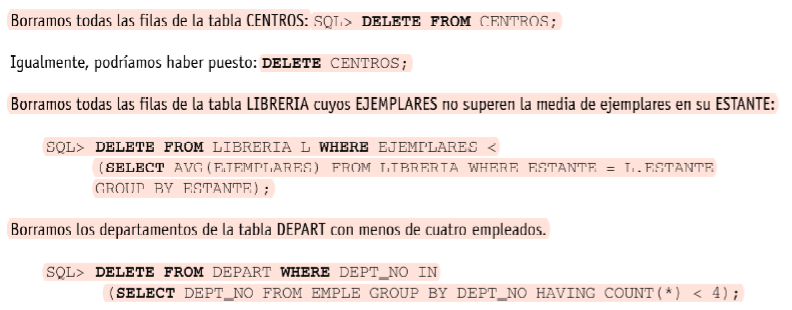 Borramos todas las filas de la tabla CENTROS: SQL> DELETE FROM CENTROS;
Igualmente, podríamos haber puesto: DELETE CENTROS;
Borramos todas las filas de la tabla LIBRERIA cuyos EJEMPLARES no superen la media de ejemplares en su ESTANTE:
SQL> DELETE FROM LIBRERIA L WHERE EJEMPLARES <
(SELECT AVG(EJEMPLARES) FROM LIBRERIA WHERE ESTANTE = L.ESTANTE
GROUP BY ESTANTE);
Borramos los departamentos de la tabla DEPART con menos de cuatro empleados.
SQL> DELETE FROM DEPART WHERE DEPT_NO IN
(SELECT DEPT_NO FROM EMPLE GROUP BY DEPT_NO HAVING COUNT(*) < 4);